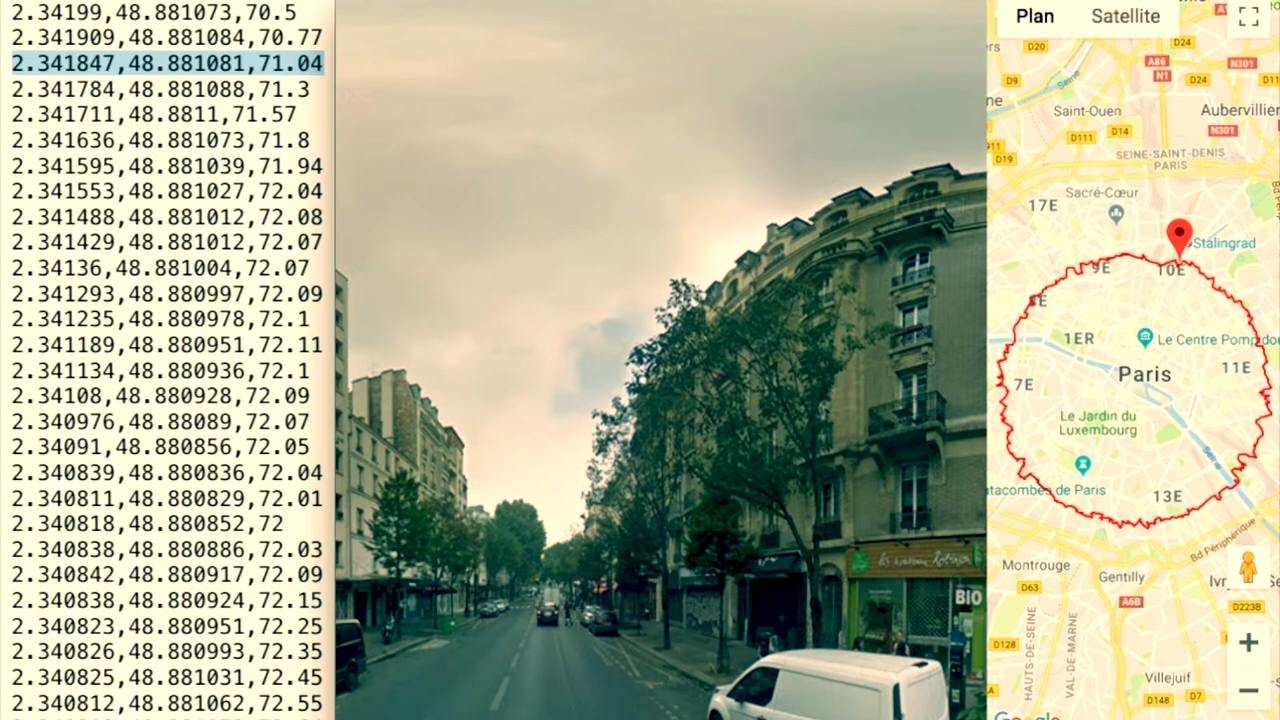 2.34199,48.881073,70.5
2.341909,48.881084,70.77
2.341847,48.881081,71.04
2.341784,48.881088,71.3
2.341711,48.8811,71.57
2.341636,48.881073,71.8
2.341595,48.881039,71.94
2.341553,48.881027,72.04
2.341488,48.881012,72.08
2.341429,48.881012,72.07
2.34136,48.881004,72.07
2.341293,48.880997,72.09
2.341235,48.880978,72.1
2.341189,48.880951,72.11
2.341134,48.880936,72.1
2.34108,48.880928,72.09
2.340976,48.88089,72.07
2.34091,48.880856,72.05
2.340839,48.880836,72.04
2.340811,48.880829,72.01
2.340818,48.880852,72
2.340838,48.880886,72.03
2.340842,48.880917,72.09
2.340838,48.880924,72.15
2.340823,48.880951,72.25
2.340826,48.880993,72.35
2.340825,48.881031,72.45
2.340812,48.881062,72.55
BIO
Plan Satellite
D20 D24
A86 N301
N1
D9 D24 D11
Seine
Saint-Ouen Aubervillier
D111 D14 N301
D19
SEINE-SAINT-DENIS
PARIS
Sacré-Cœur
17E
Stalingrad
9E 10E
1ER Le Centre Pompidou
7E Paris 11E
Le Jardin du
Luxembourg
Seine
tacombes de Paris 13E
Bd Périphérique
Montrouge
Gentilly Ivr
D63
A6B D223B
HAUTS-DE-SEINE
VAL-DE-MARNE
D128
Villejuif
D148 D7
Google